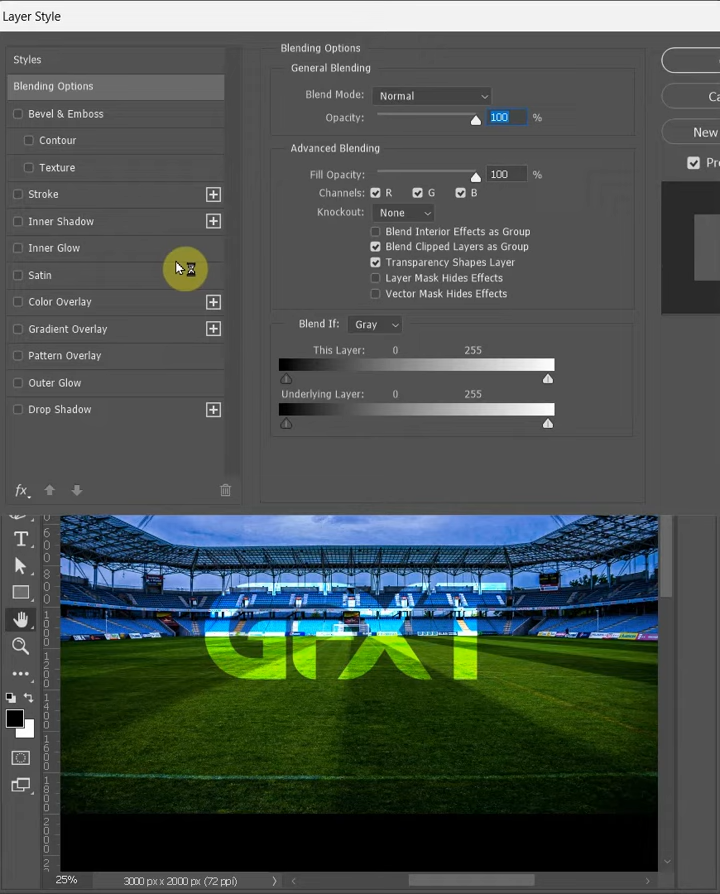 Layer Style
Styles
Blending Options
Bevel & Emboss
Contour
Texture
Stroke
Inner Shadow
Inner Glow
Satin
Color Overlay
Gradient Overlay
Pattern Overlay
Outer Glow
Drop Shadow
fx
Blending Options
General Blending
Blend Mode: Normal
Opacity: 100 %
Advanced Blending
Fill Opacity: 100 %
Channels: R G B
Knockout: None
Blend Interior Effects as Group
Blend Clipped Layers as Group
Transparency Shapes Layer
Layer Mask Hides Effects
Vector Mask Hides Effects
Blend If: Gray
This Layer: 0 255
Underlying Layer: 0 255
Ca
New
Pre
T
GFXT
25% 3000 px x 2000 px (72 ppi)